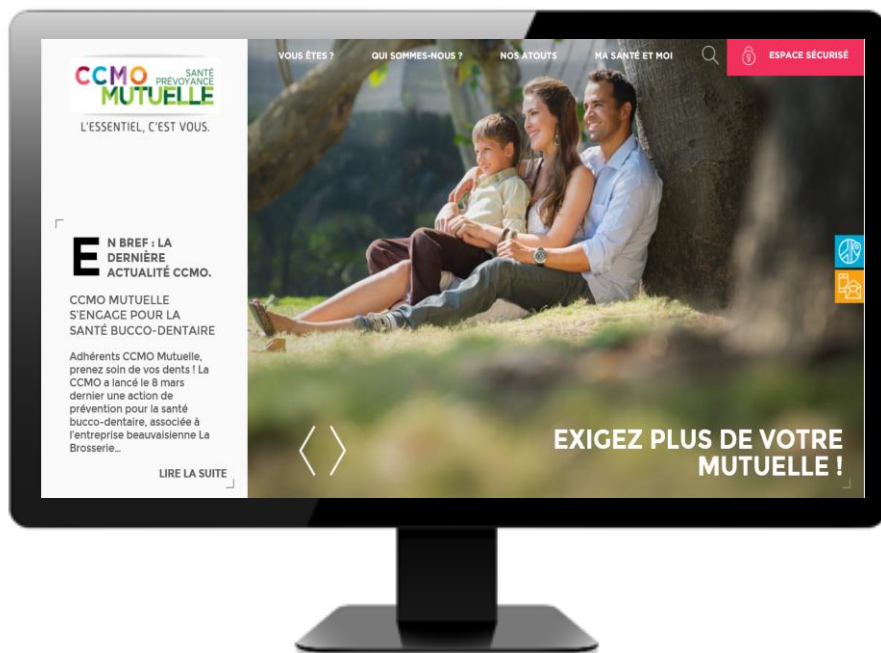 CCMO SANTÉ
PRÉVOYANCE
MUTUELLE
L'ESSENTIEL, C'EST VOUS.
VOUS ÊTES ?
QUI SOMMES-NOUS ?
NOS ATOUTS
MA SANTÉ ET MOI
ESPACE SÉCURISÉ
EN BREF : LA
DERNIÈRE
ACTUALITÉ CCMO.
CCMO MUTUELLE
S'ENGAGE POUR LA
SANTÉ BUCCO-DENTAIRE
Adhérents CCMO Mutuelle,
prenez soin de vos dents ! La
CCMO a lancé le 8 mars
dernier une action de
prévention pour la santé
bucco-dentaire, associée à
l'entreprise beauvaisienne La
Brosserie...
LIRE LA SUITE
EXIGEZ PLUS DE VOTRE
MUTUELLE !